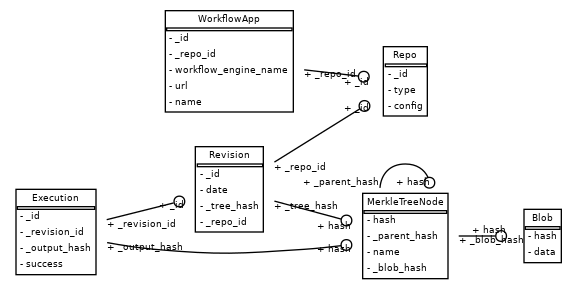 WorkflowApp
- _id
- _repo_id
- workflow_engine_name
- url
- name
Repo
- _id
- type
- config
+ _repo_id
+ _id
+ _id
Revision
- _id
- date
- _tree_hash
- _repo_id
+ _repo_id
+ _parent_hash
+ hash
Execution
- _id
- _revision_id
- _output_hash
- success
+ _id
+ _revision_id
+ _output_hash
+ _tree_hash
+ hash
+ hash
MerkleTreeNode
- hash
- _parent_hash
- name
- _blob_hash
+ hash
+ _blob_hash
Blob
- hash
- data